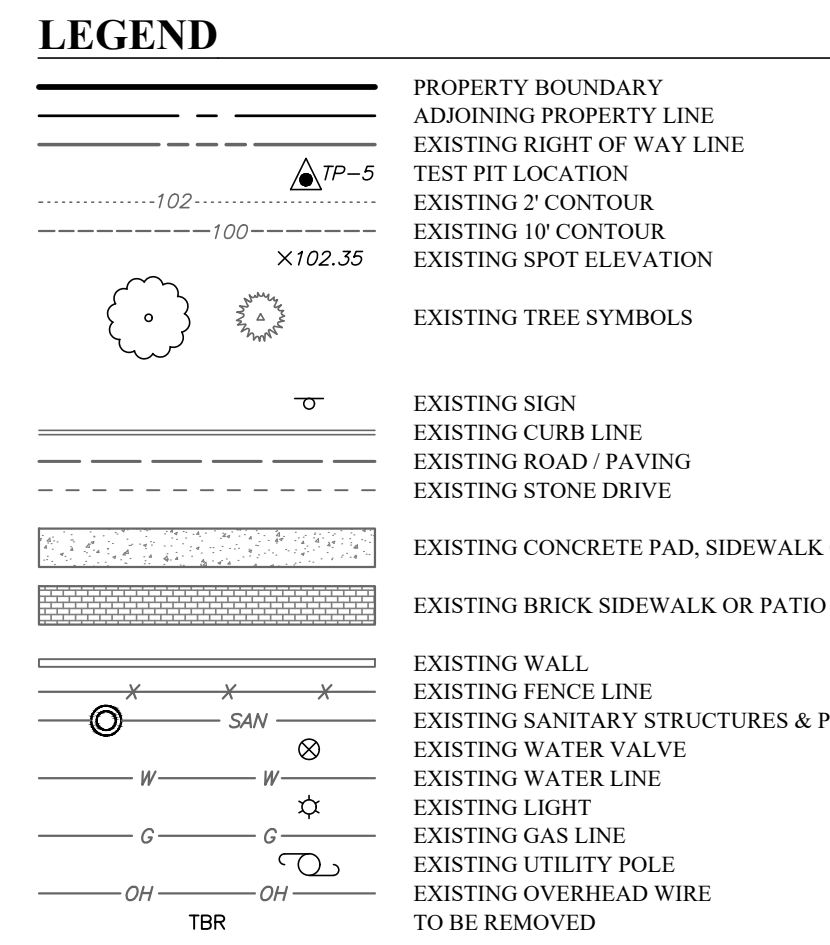 LEGEND
PROPERTY BOUNDARY
ADJOINING PROPERTY LINE
EXISTING RIGHT OF WAY LINE
TP-5 TEST PIT LOCATION
102 EXISTING 2' CONTOUR
100 EXISTING 10' CONTOUR
×102.35 EXISTING SPOT ELEVATION
EXISTING TREE SYMBOLS
EXISTING SIGN
EXISTING CURB LINE
EXISTING ROAD / PAVING
EXISTING STONE DRIVE
EXISTING CONCRETE PAD, SIDEWALK
EXISTING BRICK SIDEWALK OR PATIO
EXISTING WALL
X X X EXISTING FENCE LINE
SAN EXISTING SANITARY STRUCTURES & P
EXISTING WATER VALVE
W W EXISTING WATER LINE
EXISTING LIGHT
G G EXISTING GAS LINE
EXISTING UTILITY POLE
OH OH EXISTING OVERHEAD WIRE
TBR TO BE REMOVED